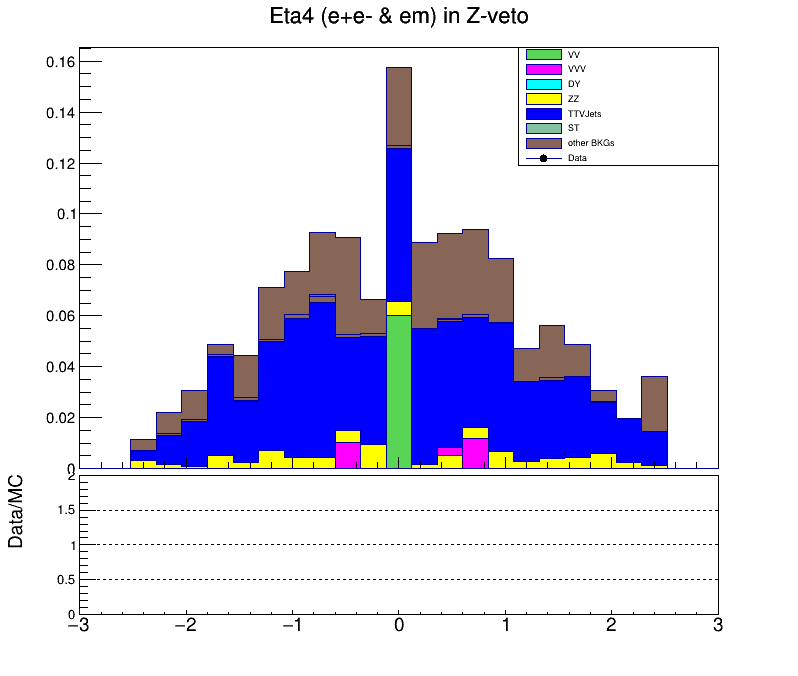 Eta4 (e+e- & em) in Z-veto
VV
VVV
DY
ZZ
TTVJets
ST
other BKGs
Data
0.16
0.14
0.12
0.1
0.08
0.06
0.04
0.02
0
Data/MC
2
1.5
1
0.5
0
−3 −2 −1 0 1 2 3